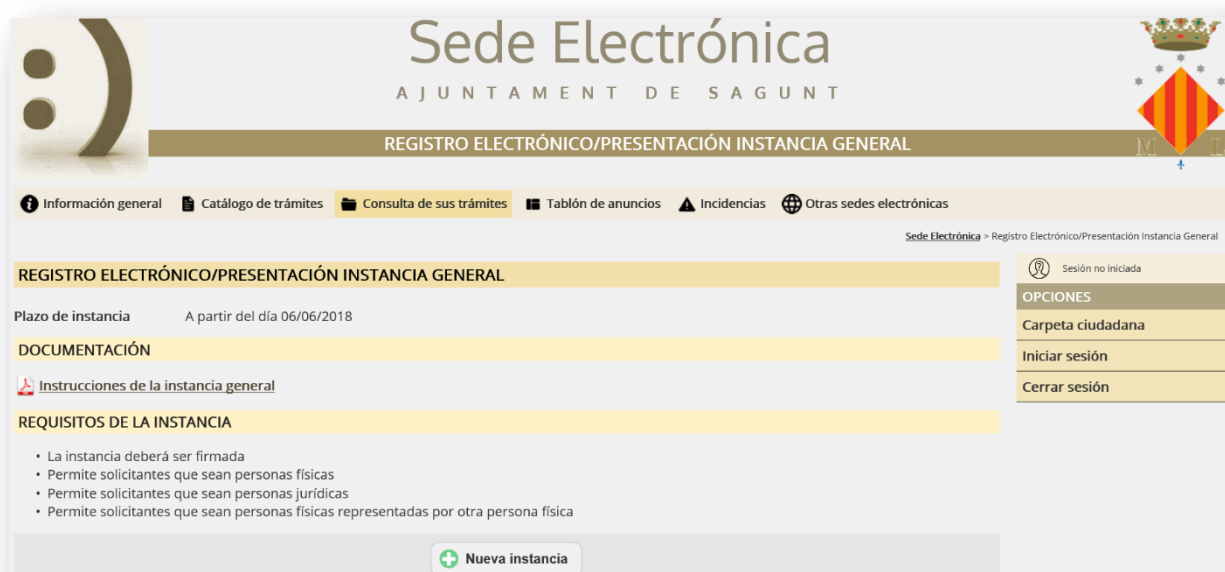 Sede Electrónica
AJUNTAMENT DE SAGUNT
REGISTRO ELECTRÓNICO/PRESENTACIÓN INSTANCIA GENERAL
M L
Información general Catálogo de trámites Consulta de sus trámites Tablón de anuncios Incidencias Otras sedes electrónicas
Sede Electrónica > Registro Electrónico/Presentación Instancia General
REGISTRO ELECTRÓNICO/PRESENTACIÓN INSTANCIA GENERAL
Plazo de instancia A partir del día 06/06/2018
DOCUMENTACIÓN
Instrucciones de la instancia general
REQUISITOS DE LA INSTANCIA
• La instancia deberá ser firmada
• Permite solicitantes que sean personas físicas
• Permite solicitantes que sean personas jurídicas
• Permite solicitantes que sean personas físicas representadas por otra persona física
Nueva instancia
Sesión no iniciada
OPCIONES
Carpeta ciudadana
Iniciar sesión
Cerrar sesión